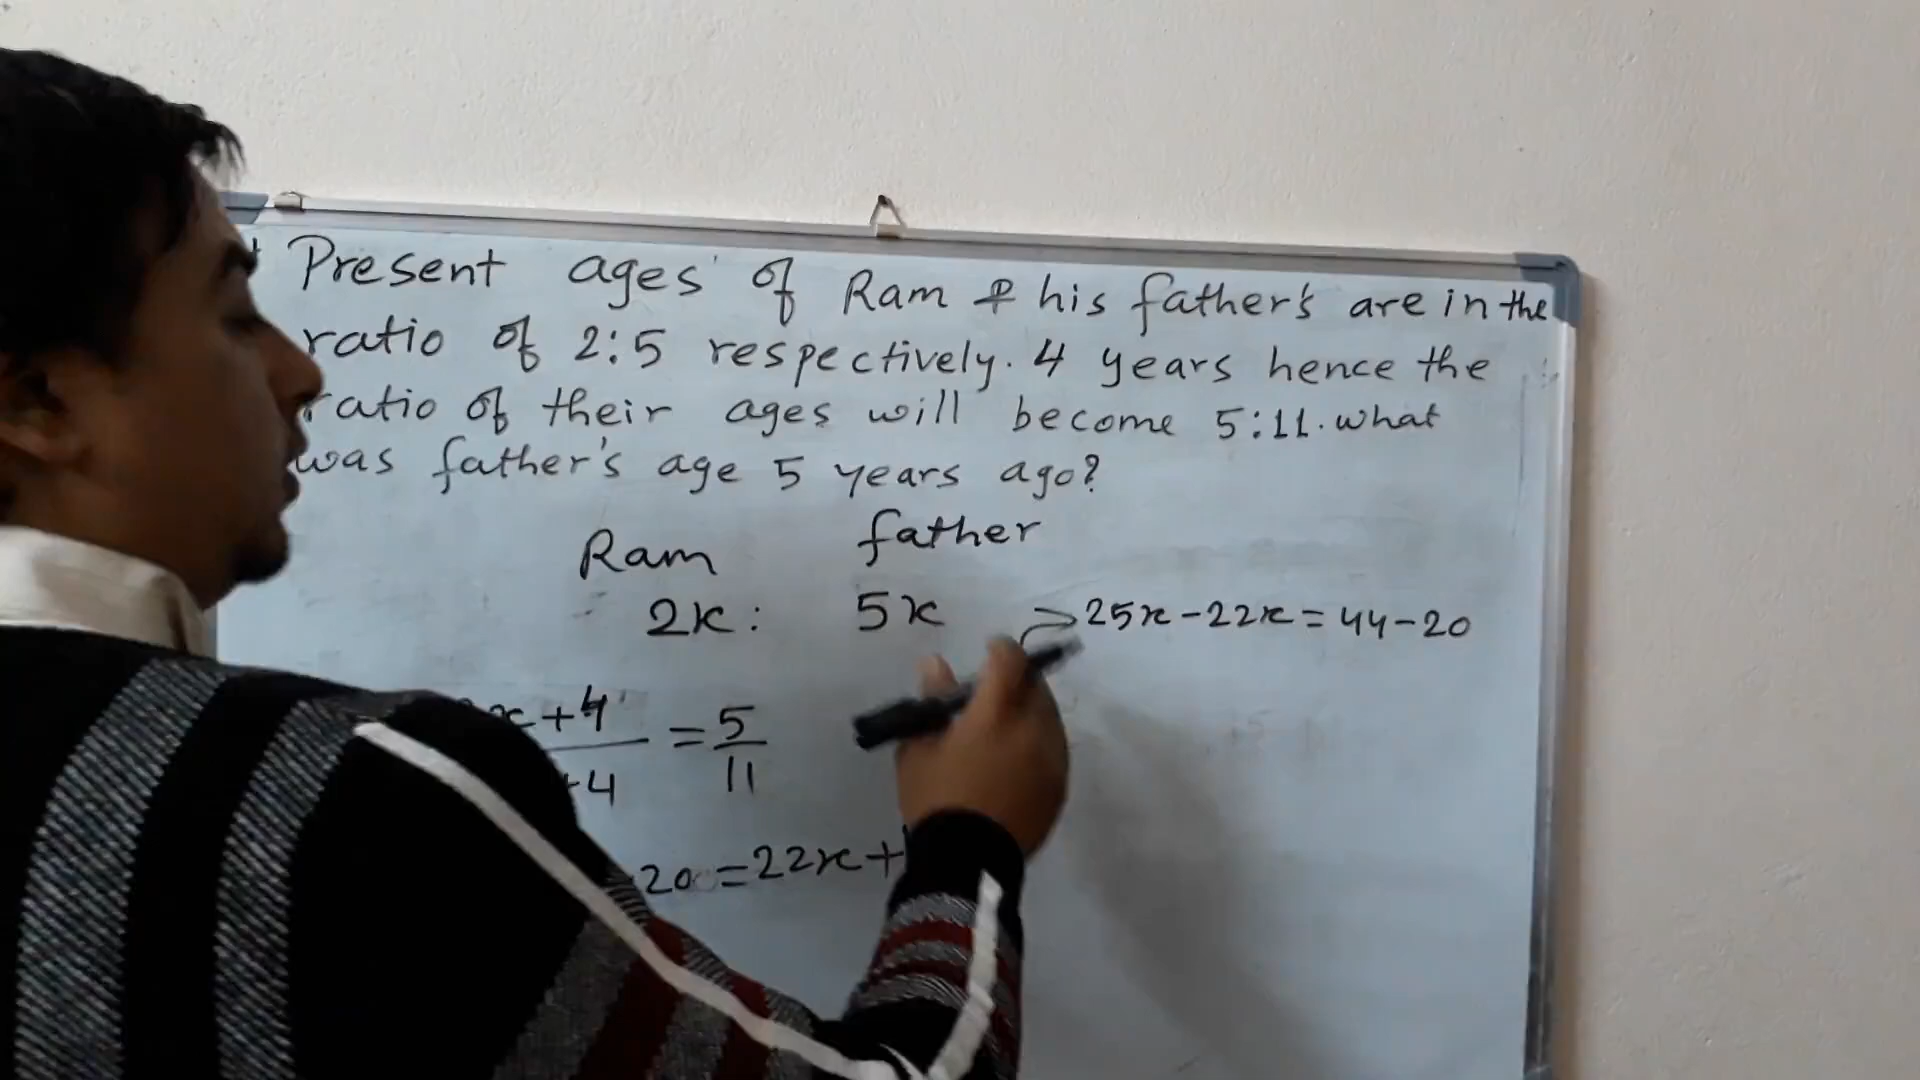 Present ages of Ram & his father's are in the
ratio of 2:5 respectively. 4 years hence the
ratio of their ages will become 5:11. what
was father's age 5 years ago?
Ram father
2x : 5x
=> 25x - 22x = 44 - 20
x + 4 = 5
+ 4 11
20 = 22x +